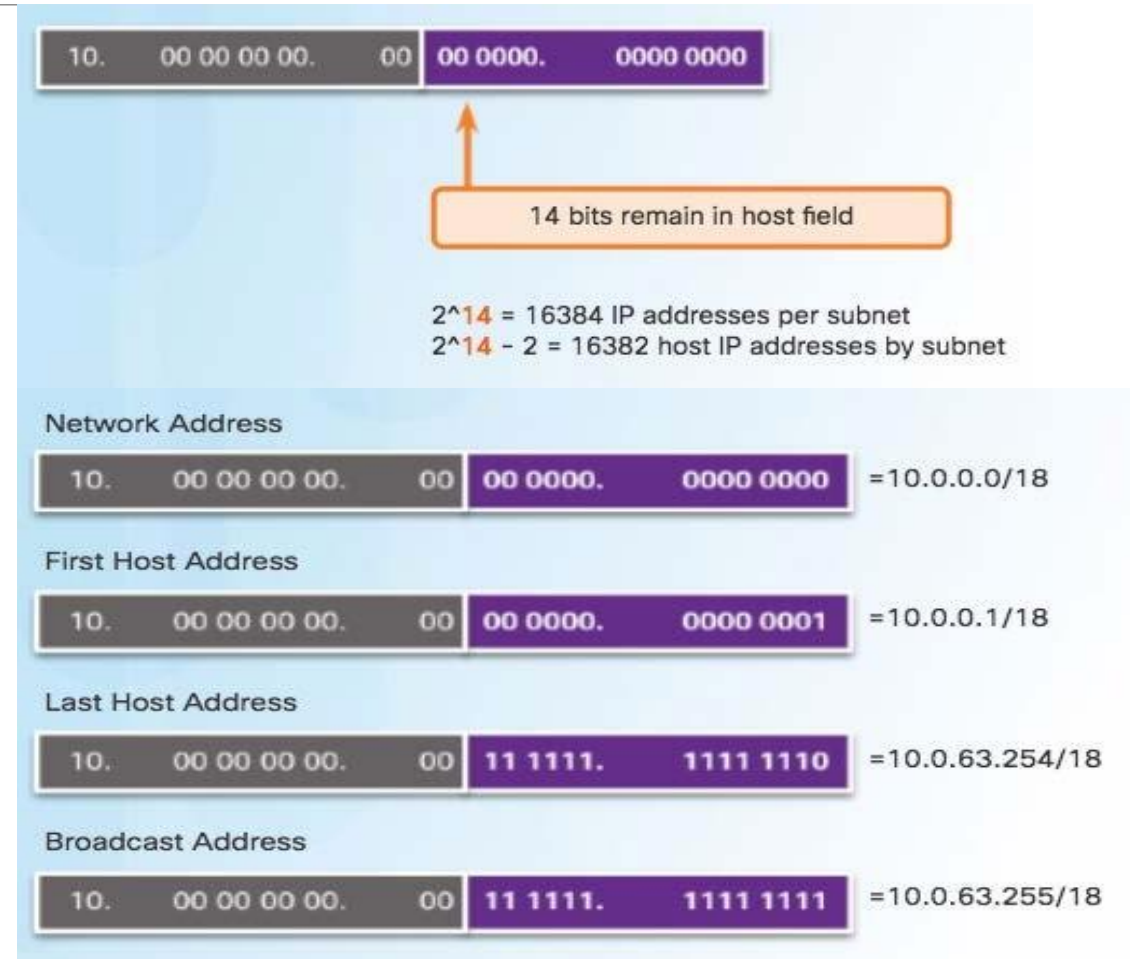 10. 00 00 00 00. 00 00 0000. 0000 0000
14 bits remain in host field
2^14 = 16384 IP addresses per subnet
2^14 - 2 = 16382 host IP addresses by subnet
Network Address
10. 00 00 00 00. 00 00 0000. 0000 0000 =10.0.0.0/18
First Host Address
10. 00 00 00 00. 00 00 0000. 0000 0001 =10.0.0.1/18
Last Host Address
10. 00 00 00 00. 00 11 1111. 1111 1110 =10.0.63.254/18
Broadcast Address
10. 00 00 00 00. 00 11 1111. 1111 1111 =10.0.63.255/18